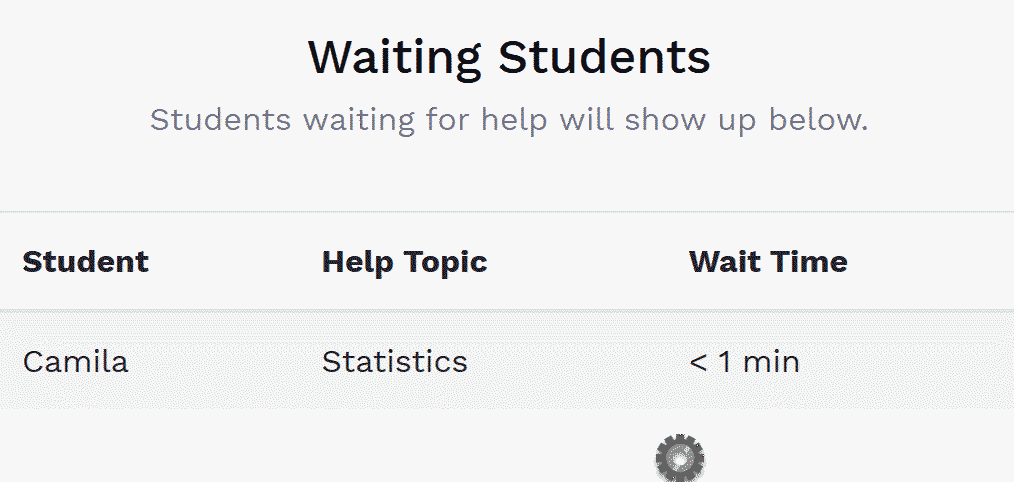 Waiting Students
Students waiting for help will show up below.
Student Help Topic Wait Time
Camila Statistics < 1 min